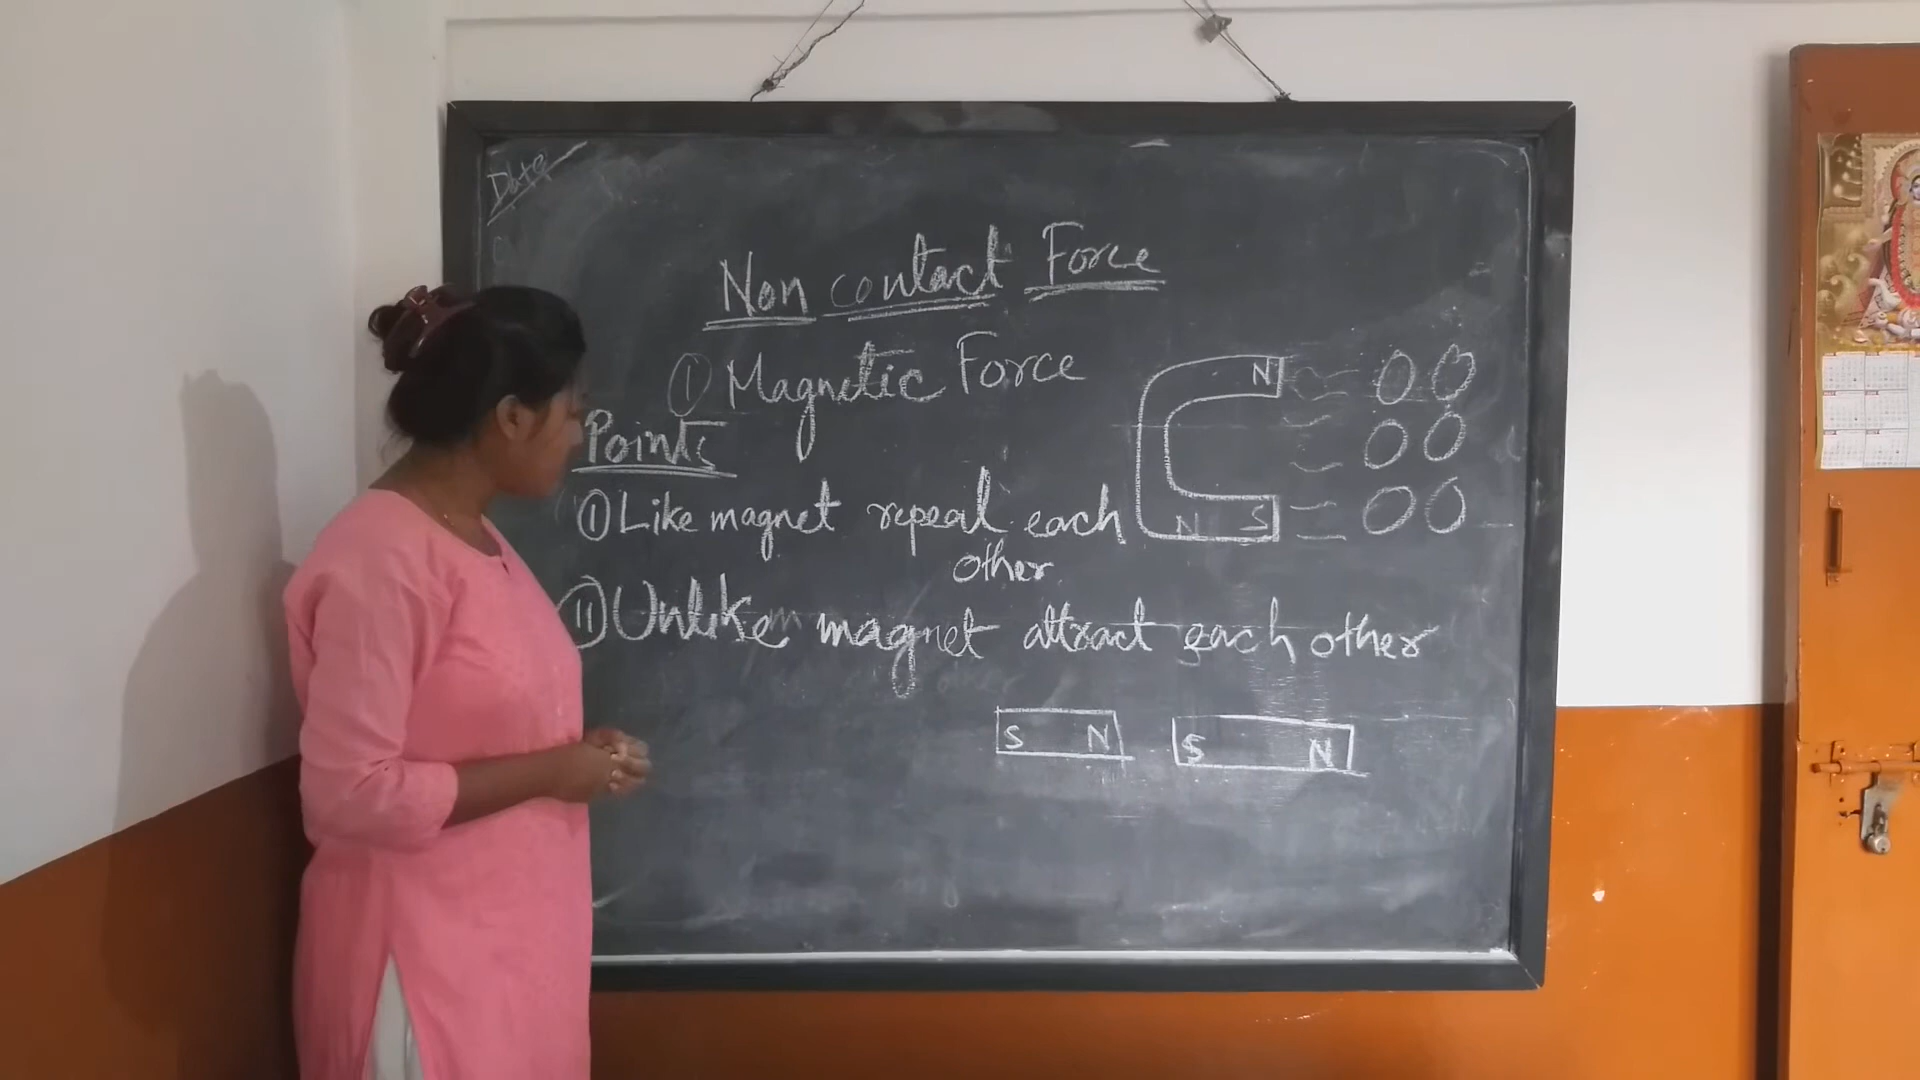 Date
Non contact Force
① Magnetic Force
Points
① Like magnet repeal each
other
② Unlike magnet attract each other
N
N S
S N
S N